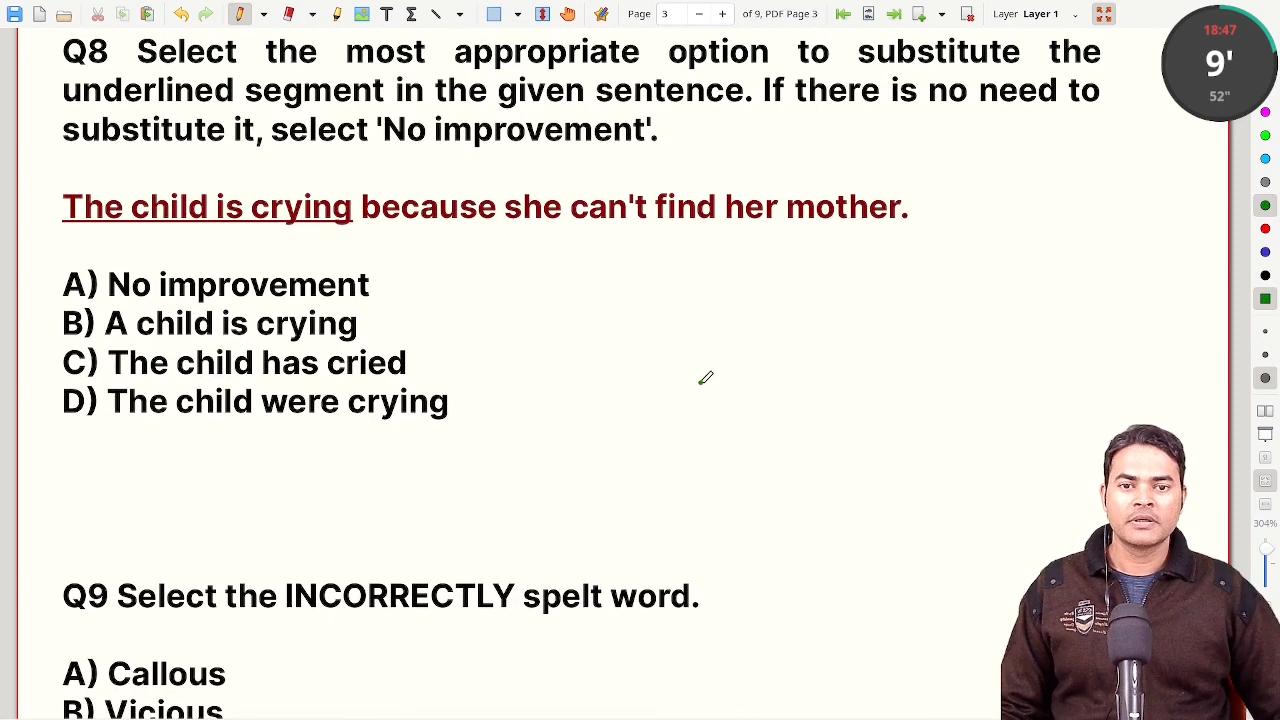 Page 3 of 9 PDF Page 3 Layer Layer 1
18:47
9'
52"
Q8 Select the most appropriate option to substitute the
underlined segment in the given sentence. If there is no need to
substitute it, select 'No improvement'.
The child is crying because she can't find her mother.
A) No improvement
B) A child is crying
C) The child has cried
D) The child were crying
304%
Q9 Select the INCORRECTLY spelt word.
A) Callous
B) Vicious